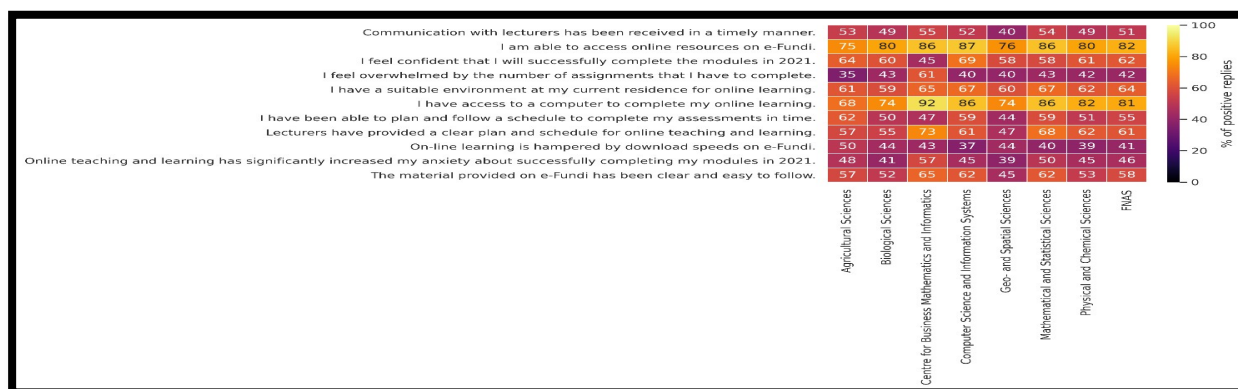 Communication with lecturers has been received in a timely manner. 53 49 55 52 40 54 49 51
I am able to access online resources on e-Fundi. 75 80 86 87 76 86 80 82
I feel confident that I will successfully complete the modules in 2021. 64 60 45 69 58 58 61 62
I feel overwhelmed by the number of assignments that I have to complete. 35 43 61 40 40 43 42 42
I have a suitable environment at my current residence for online learning. 61 59 65 67 60 67 62 64
I have access to a computer to complete my online learning. 68 74 92 86 74 86 82 81
I have been able to plan and follow a schedule to complete my assessments in time. 62 50 47 59 44 59 51 55
Lecturers have provided a clear plan and schedule for online teaching and learning. 57 55 73 61 47 68 62 61
On-line learning is hampered by download speeds on e-Fundi. 50 44 43 37 44 40 39 41
Online teaching and learning has significantly increased my anxiety about successfully completing my modules in 2021. 48 41 57 45 39 50 45 46
The material provided on e-Fundi has been clear and easy to follow. 57 52 65 62 45 62 53 58
Agricultural Sciences
Biological Sciences
Centre for Business Mathematics and Informatics
Computer Science and Information Systems
Geo- and Spatial Sciences
Mathematical and Statistical Sciences
Physical and Chemical Sciences
FNAS
100
80
60
40
20
0
% of positive replies